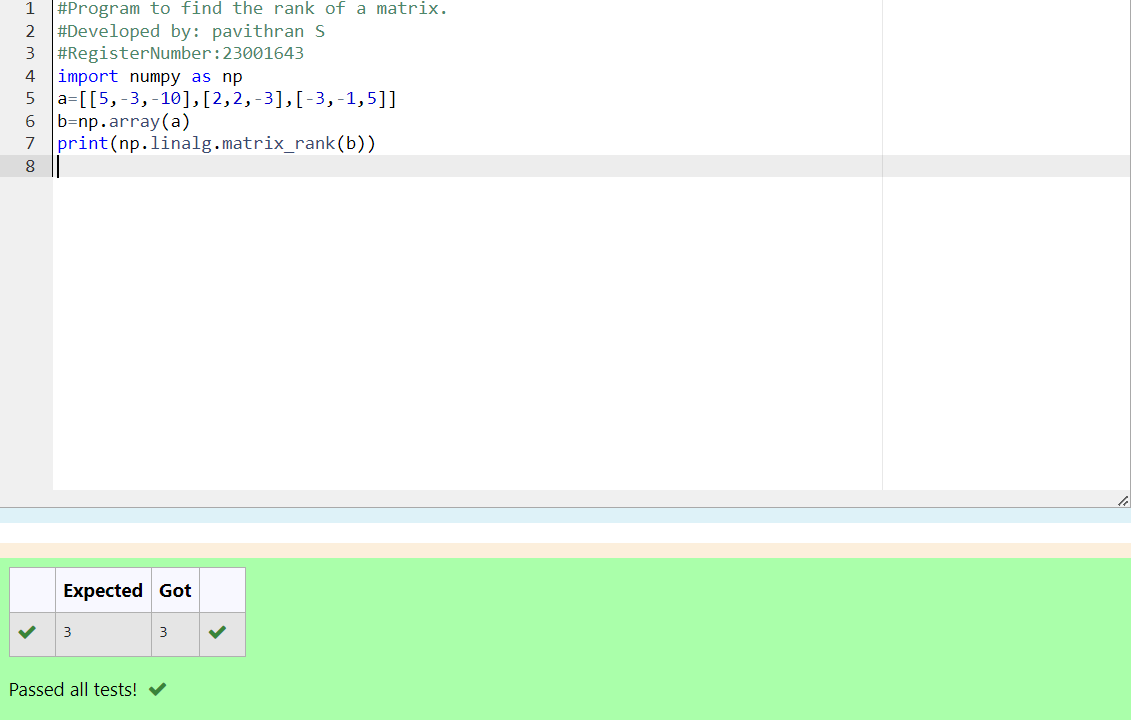 1 #Program to find the rank of a matrix.
2 #Developed by: pavithran S
3 #RegisterNumber:23001643
4 import numpy as np
5 a=[[5,-3,-10],[2,2,-3],[-3,-1,5]]
6 b=np.array(a)
7 print(np.linalg.matrix_rank(b))
8
Expected Got
3 3
Passed all tests!